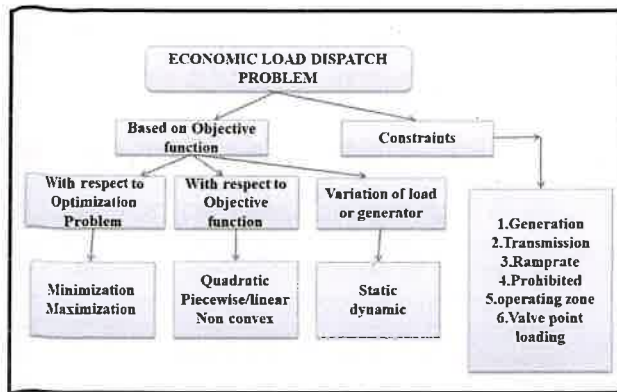 ECONOMIC LOAD DISPATCH
PROBLEM
Based on Objective
function
Constraints
With respect to
Optimization
Problem
With respect to
Objective
function
Variation of load
or generator
1.Generation
2.Transmission
3.Ramprate
4.Prohibited
5.operating zone
6.Valve point
loading
Minimization
Maximization
Quadratic
Piecewise/linear
Non convex
Static
dynamic